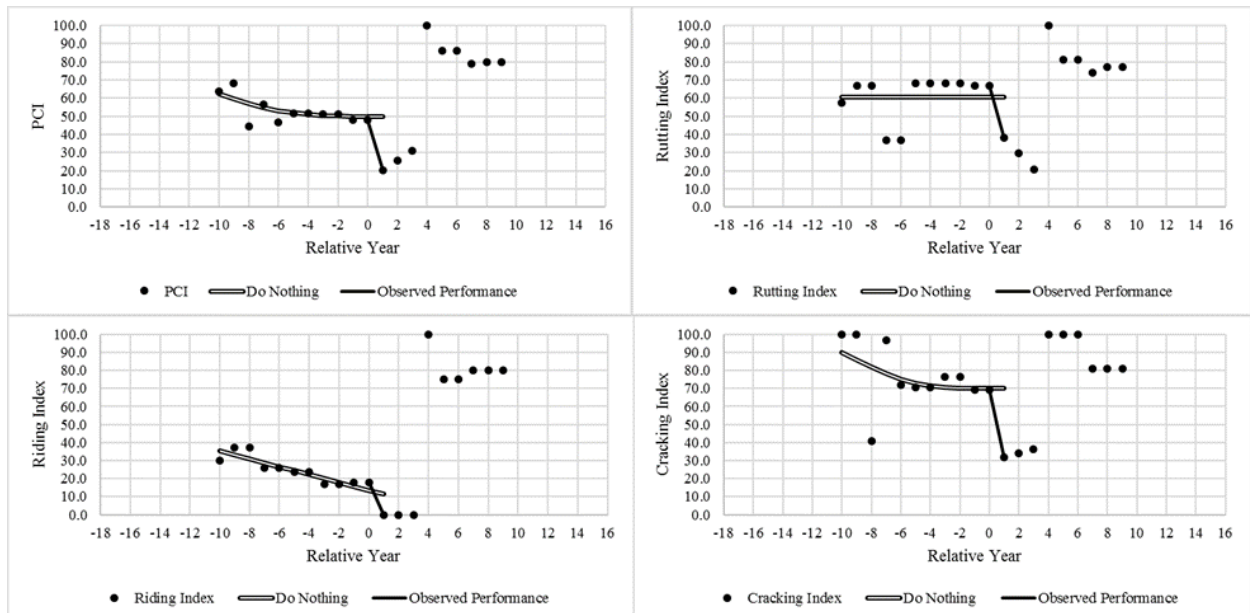 100.0
90.0
80.0
70.0
60.0
50.0
40.0
30.0
20.0
10.0
0.0
PCI
-18 -16 -14 -12 -10 -8 -6 -4 -2 0 2 4 6 8 10 12 14 16
Relative Year
PCI Do Nothing Observed Performance
100.0
90.0
80.0
70.0
60.0
50.0
40.0
30.0
20.0
10.0
0.0
Rutting Index
-18 -16 -14 -12 -10 -8 -6 -4 -2 0 2 4 6 8 10 12 14 16
Relative Year
Rutting Index Do Nothing Observed Performance
100.0
90.0
80.0
70.0
60.0
50.0
40.0
30.0
20.0
10.0
0.0
Riding Index
-18 -16 -14 -12 -10 -8 -6 -4 -2 0 2 4 6 8 10 12 14 16
Relative Year
Riding Index Do Nothing Observed Performance
100.0
90.0
80.0
70.0
60.0
50.0
40.0
30.0
20.0
10.0
0.0
Cracking Index
-18 -16 -14 -12 -10 -8 -6 -4 -2 0 2 4 6 8 10 12 14 16
Relative Year
Cracking Index Do Nothing Observed Performance